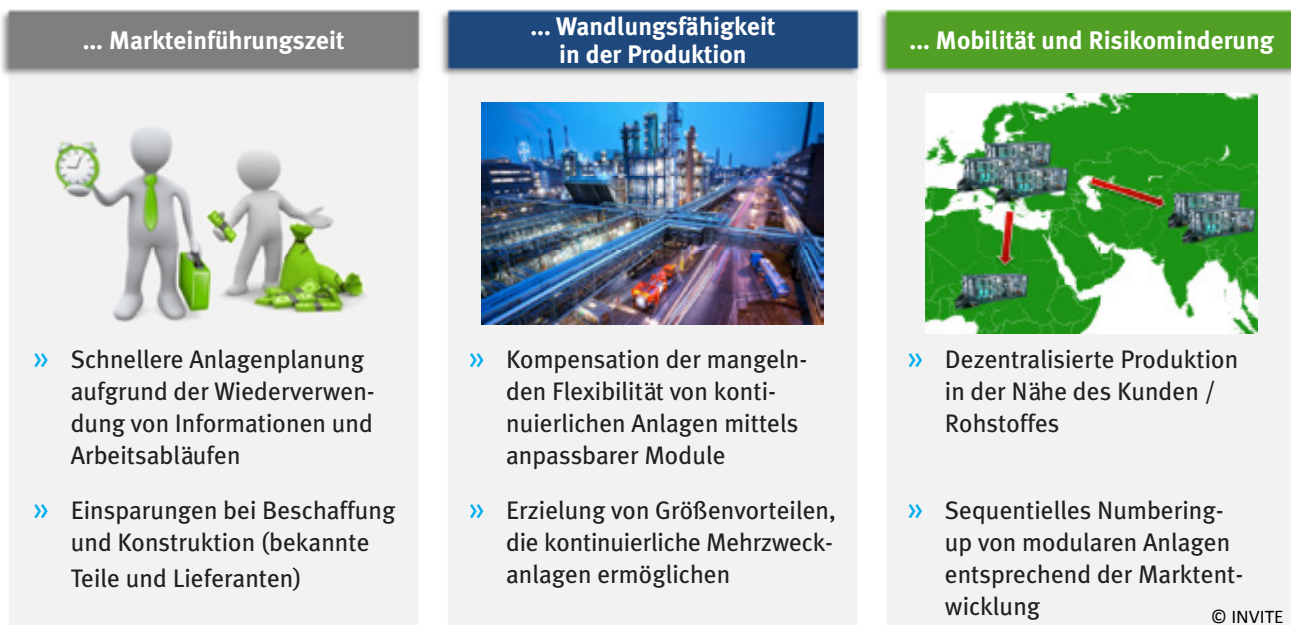 ... Markteinführungszeit
» Schnellere Anlagenplanung
aufgrund der Wiederverwen-
dung von Informationen und
Arbeitsabläufen
» Einsparungen bei Beschaffung
und Konstruktion (bekannte
Teile und Lieferanten)
... Wandlungsfähigkeit
in der Produktion
» Kompensation der mangeln-
den Flexibilität von konti-
nuierlichen Anlagen mittels
anpassbarer Module
» Erzielung von Größenvorteilen,
die kontinuierliche Mehrzweck-
anlagen ermöglichen
... Mobilität und Risikominderung
» Dezentralisierte Produktion
in der Nähe des Kunden /
Rohstoffes
» Sequentielles Numbering-
up von modularen Anlagen
entsprechend der Marktent-
wicklung
© INVITE